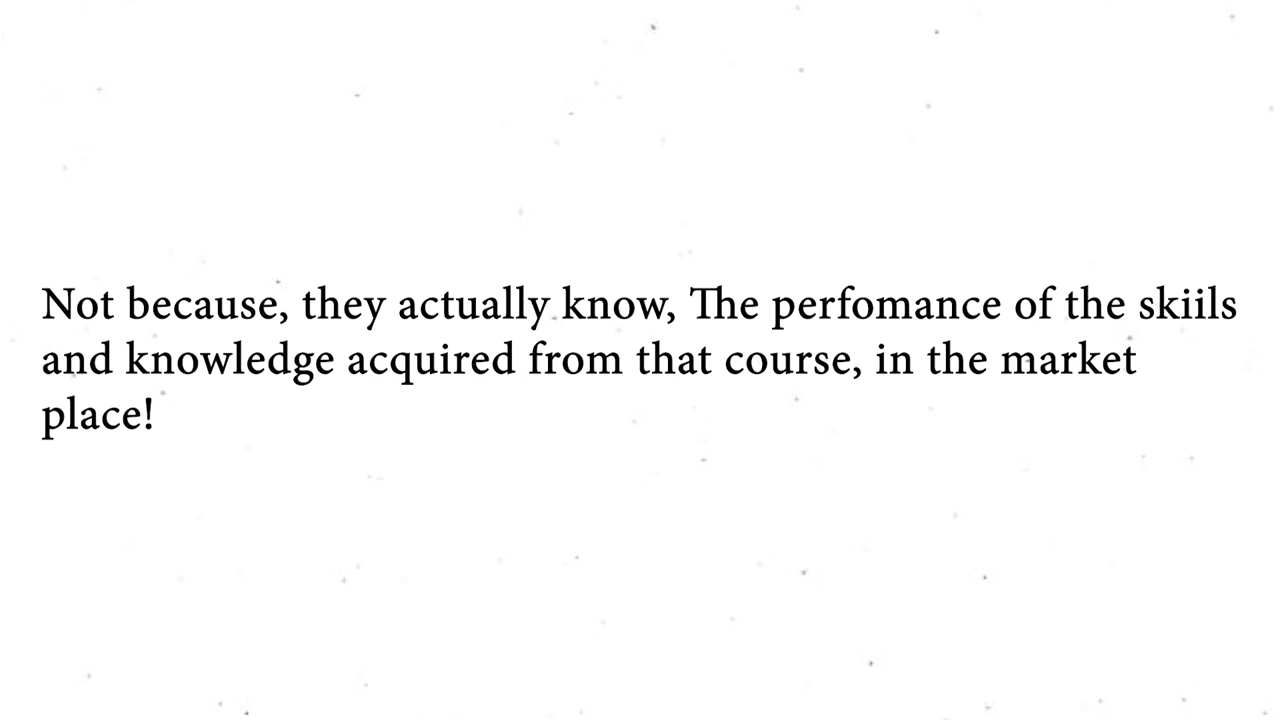 Not because, they actually know, The perfomance of the skiils
and knowledge acquired from that course, in the market
place!